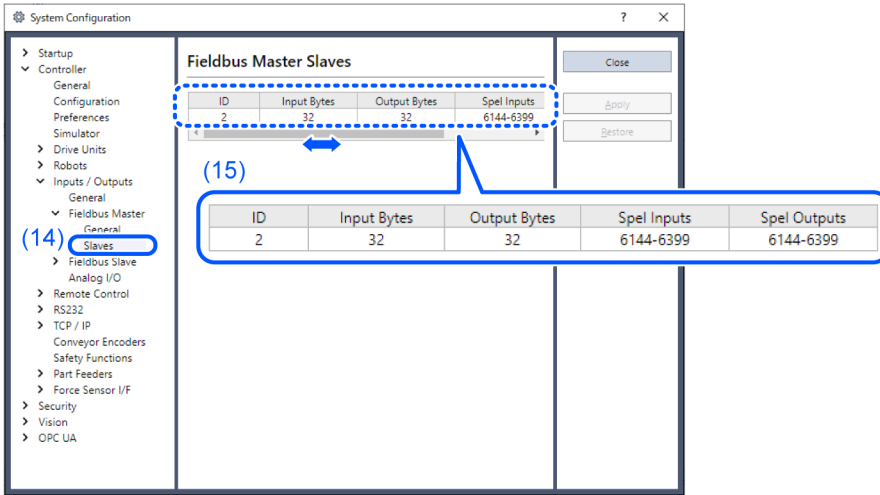 System Configuration
? ×
Startup
Controller
General
Configuration
Preferences
Simulator
Drive Units
Robots
Inputs / Outputs
General
Fieldbus Master
General
(14)
Slaves
Fieldbus Slave
Analog I/O
Remote Control
RS232
TCP / IP
Conveyor Encoders
Safety Functions
Part Feeders
Force Sensor I/F
Security
Vision
OPC UA
Fieldbus Master Slaves
ID Input Bytes Output Bytes Spel Inputs
2 32 32 6144-6399
(15)
ID Input Bytes Output Bytes Spel Inputs Spel Outputs
2 32 32 6144-6399 6144-6399
Close
Apply
Restore